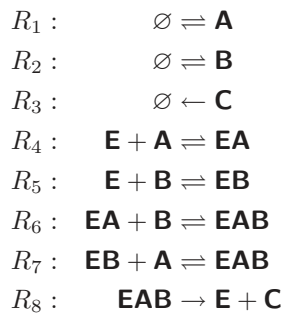 R₁ : ∅ ⇌ A
R₂ : ∅ ⇌ B
R₃ : ∅ ← C
R₄ : E + A ⇌ EA
R₅ : E + B ⇌ EB
R₆ : EA + B ⇌ EAB
R₇ : EB + A ⇌ EAB
R₈ : EAB → E + C